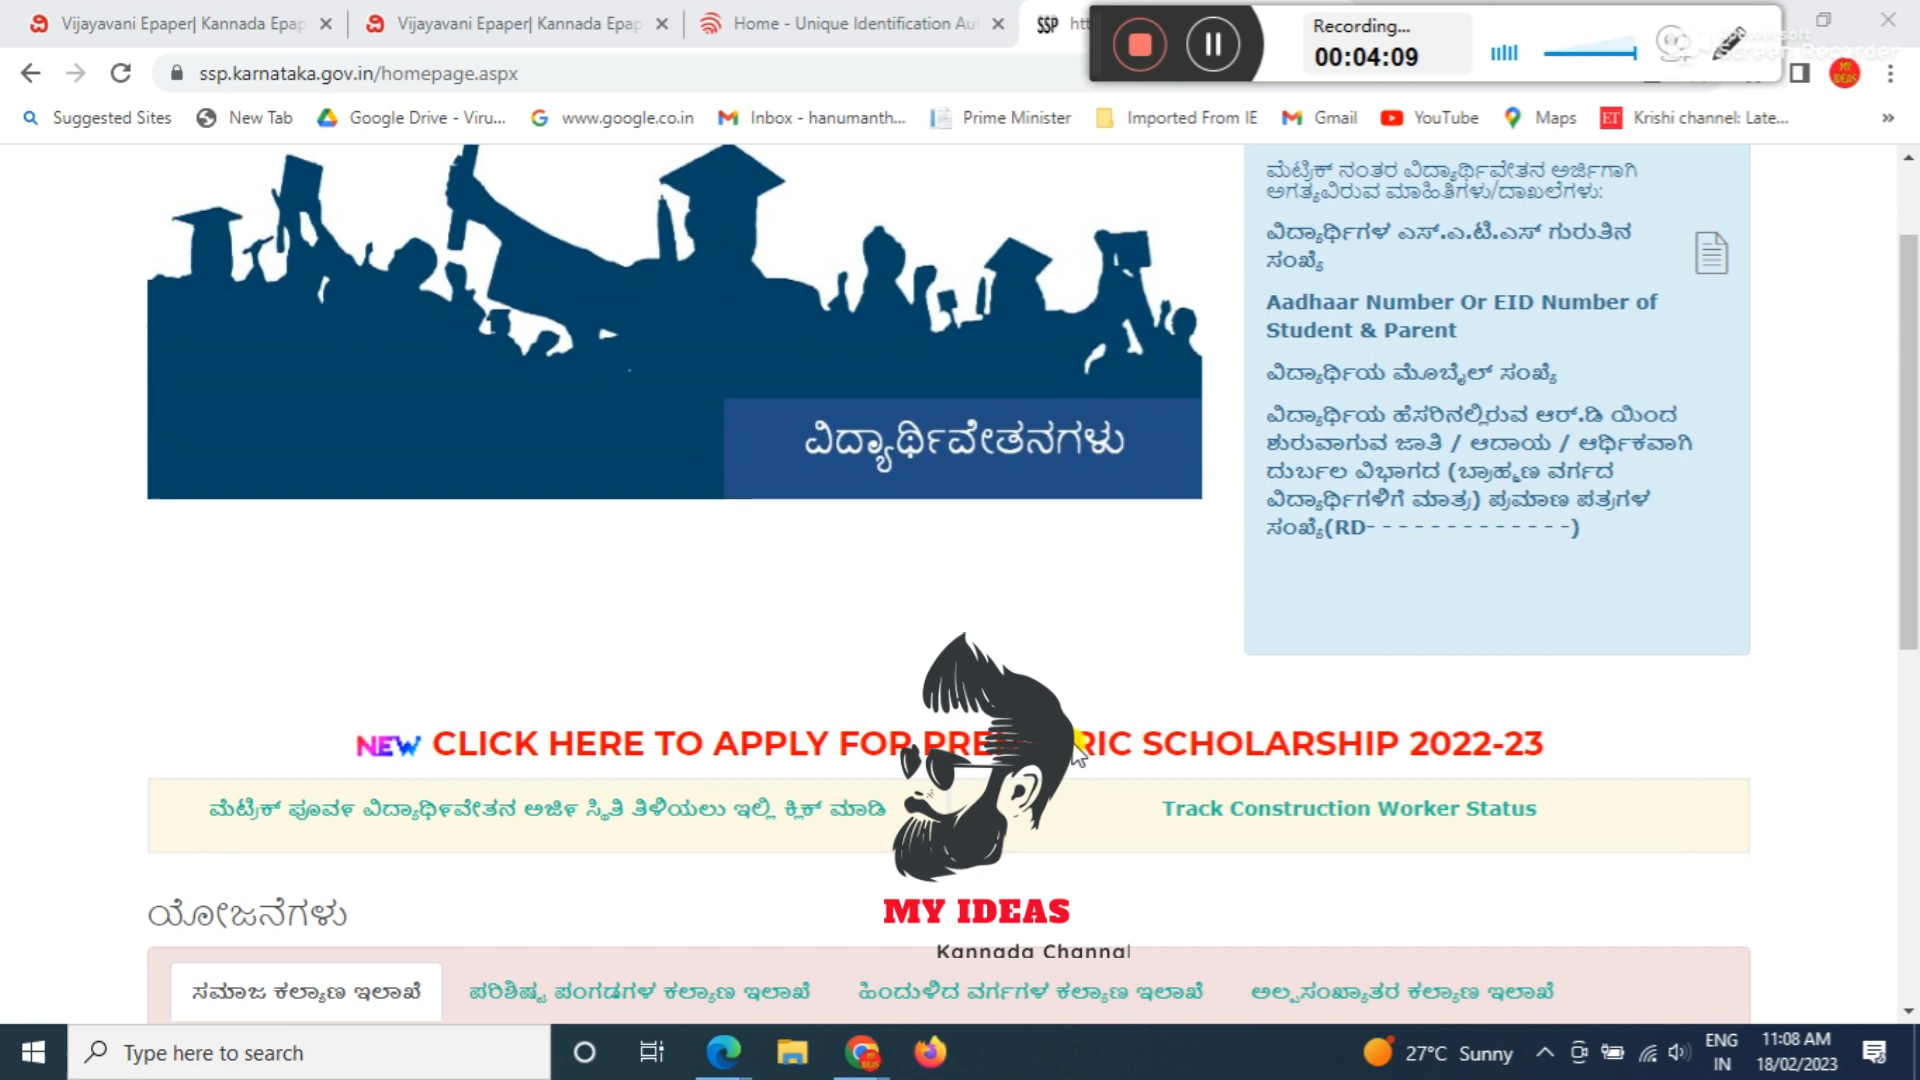 Vijayavani Epaper| Kannada Epap
Vijayavani Epaper| Kannada Epap
Home - Unique Identification Au
SSP
Recording...
00:04:09
ssp.karnataka.gov.in/homepage.aspx
MY IDEAS
Suggested Sites
New Tab
Google Drive - Viru...
www.google.co.in
Inbox - hanumanth...
Prime Minister
Imported From IE
Gmail
YouTube
Maps
ET
Krishi channel: Late...
»
ಮೆಟ್ರಿಕ್ ನಂತರ ವಿದ್ಯಾರ್ಥಿವೇತನ ಅರ್ಜಿಗಾಗಿ
ಅಗತ್ಯವಿರುವ ಮಾಹಿತಿಗಳು/ದಾಖಲೆಗಳು:
ವಿದ್ಯಾರ್ಥಿಗಳ ಎಸ್.ಎ.ಟಿ.ಎಸ್ ಗುರುತಿನ
ಸಂಖ್ಯೆ
Aadhaar Number Or EID Number of
Student & Parent
ವಿದ್ಯಾರ್ಥಿಯ ಮೊಬೈಲ್ ಸಂಖ್ಯೆ
ವಿದ್ಯಾರ್ಥಿಯ ಹೆಸರಿನಲ್ಲಿರುವ ಆರ್.ಡಿ ಯಿಂದ
ಶುರುವಾಗುವ ಜಾತಿ / ಆದಾಯ / ಆರ್ಥಿಕವಾಗಿ
ದುರ್ಬಲ ವಿಭಾಗದ (ಬ್ರಾಹ್ಮಣ ವರ್ಗದ
ವಿದ್ಯಾರ್ಥಿಗಳಿಗೆ ಮಾತ್ರ) ಪ್ರಮಾಣ ಪತ್ರಗಳ
ಸಂಖ್ಯೆ(RD- - - - - - - - - - - - -)
ವಿದ್ಯಾರ್ಥಿವೇತನಗಳು
NEW CLICK HERE TO APPLY FOR PRE RIC SCHOLARSHIP 2022-23
ಮೆಟ್ರಿಕ್ ಪೂರ್ವ ವಿದ್ಯಾರ್ಥಿವೇತನ ಅರ್ಜಿ ಸ್ಥಿತಿ ತಿಳಿಯಲು ಇಲ್ಲಿ ಕ್ಲಿಕ್ ಮಾಡಿ
Track Construction Worker Status
ಯೋಜನೆಗಳು
MY IDEAS
Kannada Channal
ಸಮಾಜ ಕಲ್ಯಾಣ ಇಲಾಖೆ
ಪರಿಶಿಷ್ಟ ಪಂಗಡಗಳ ಕಲ್ಯಾಣ ಇಲಾಖೆ
ಹಿಂದುಳಿದ ವರ್ಗಗಳ ಕಲ್ಯಾಣ ಇಲಾಖೆ
ಅಲ್ಪಸಂಖ್ಯಾತರ ಕಲ್ಯಾಣ ಇಲಾಖೆ
Type here to search
27°C Sunny
ENG
IN
11:08 AM
18/02/2023